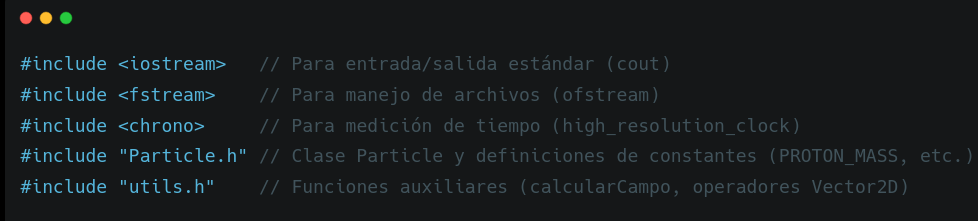 #include <iostream>   // Para entrada/salida estándar (cout)
#include <fstream>    // Para manejo de archivos (ofstream)
#include <chrono>     // Para medición de tiempo (high_resolution_clock)
#include "Particle.h" // Clase Particle y definiciones de constantes (PROTON_MASS, etc.)
#include "utils.h"    // Funciones auxiliares (calcularCampo, operadores Vector2D)